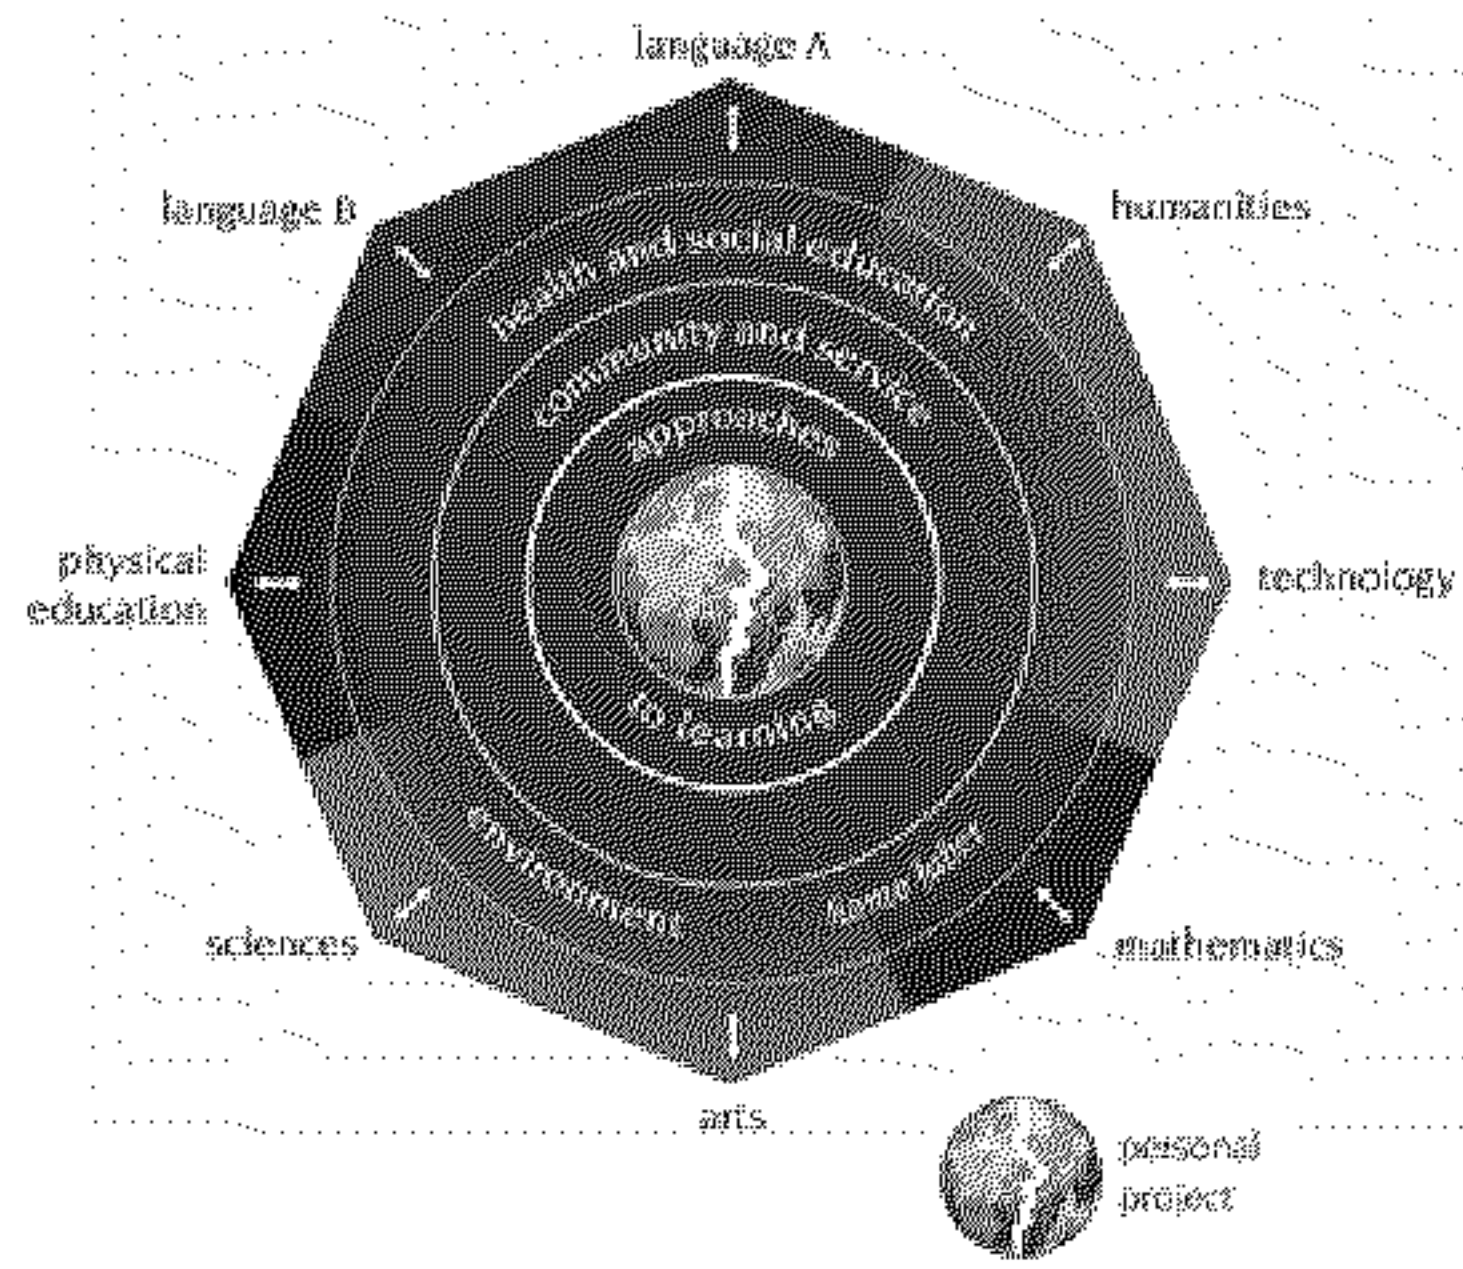 language A
language B
humanities
health and social education
community and service
approaches
physical
education
technology
to learning
environment
homo faber
sciences
mathematics
arts
personal
project